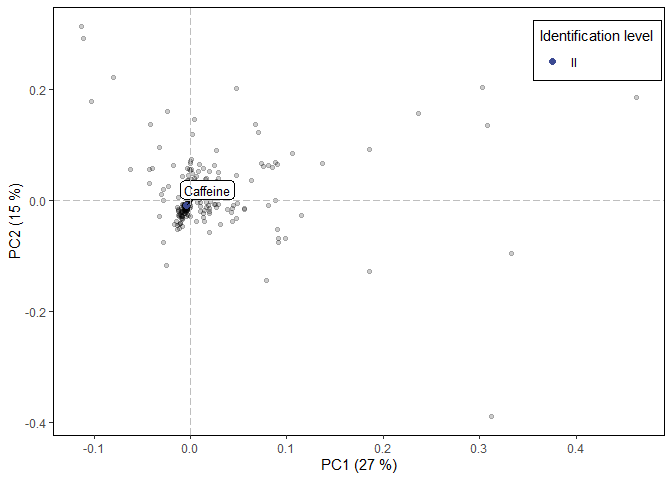 Identification level
II
Caffeine
0.2
0.0
-0.2
-0.4
PC2 (15 %)
-0.1
0.0
0.1
0.2
0.3
0.4
PC1 (27 %)